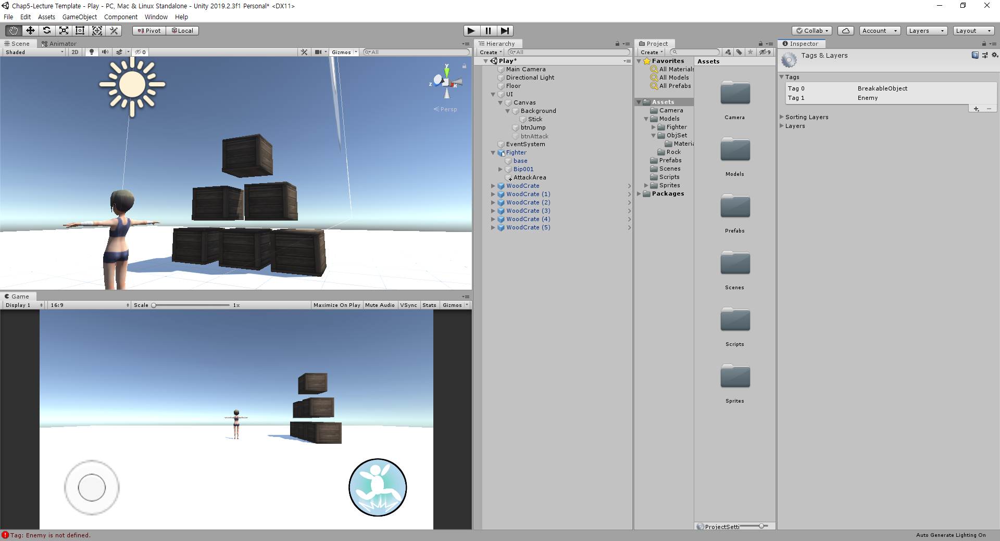 Chap5-Lecture Template - Play - PC, Mac & Linux Standalone - Unity 2019.2.3f1 Personal* <DX11>
File Edit Assets GameObject Component Window Help
Pivot Local Collab Account Layers Layout
Scene Animator
Shaded 2D 0 Gizmos All
y
z x
Persp
Game
Display 1 16:9 Scale 1x Maximize On Play Mute Audio VSync Stats Gizmos
Hierarchy
Create All
Play*
Main Camera
Directional Light
Floor
UI
Canvas
Background
Stick
btnJump
btnAttack
EventSystem
Fighter
base
Bip001
AttackArea
WoodCrate
WoodCrate (1)
WoodCrate (2)
WoodCrate (3)
WoodCrate (4)
WoodCrate (5)
Project
Create 9
Favorites
All Materials
All Models
All Prefabs
Assets
Camera
Models
Fighter
ObjSet
Materia
Rock
Prefabs
Scenes
Scripts
Sprites
Packages
Assets
Camera
Models
Prefabs
Scenes
Scripts
Sprites
ProjectSetti
Inspector
Tags & Layers
Tags
Tag 0 BreakableObject
Tag 1 Enemy
Sorting Layers
Layers
Tag: Enemy is not defined.
Auto Generate Lighting On